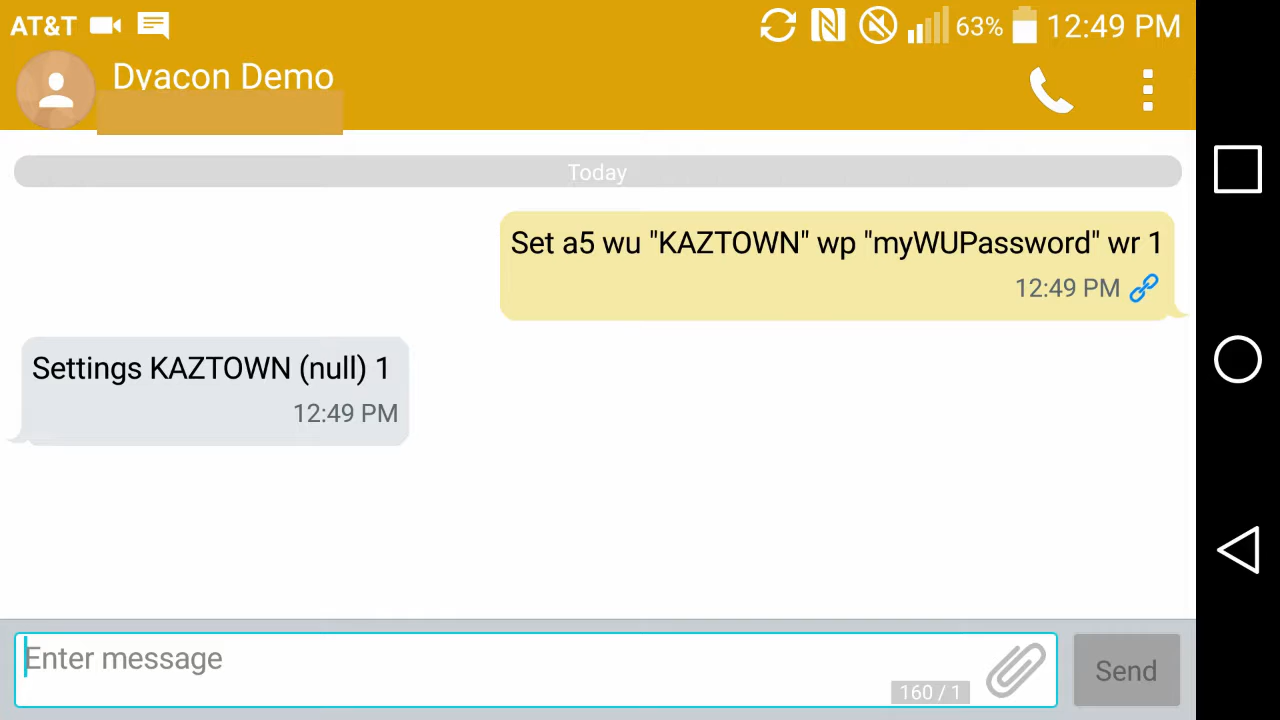 AT&T 63% 12:49 PM
Dyacon Demo
Today
Set a5 wu "KAZTOWN" wp "myWUPassword" wr 1
12:49 PM
Settings KAZTOWN (null) 1
12:49 PM
Enter message
160 / 1
Send